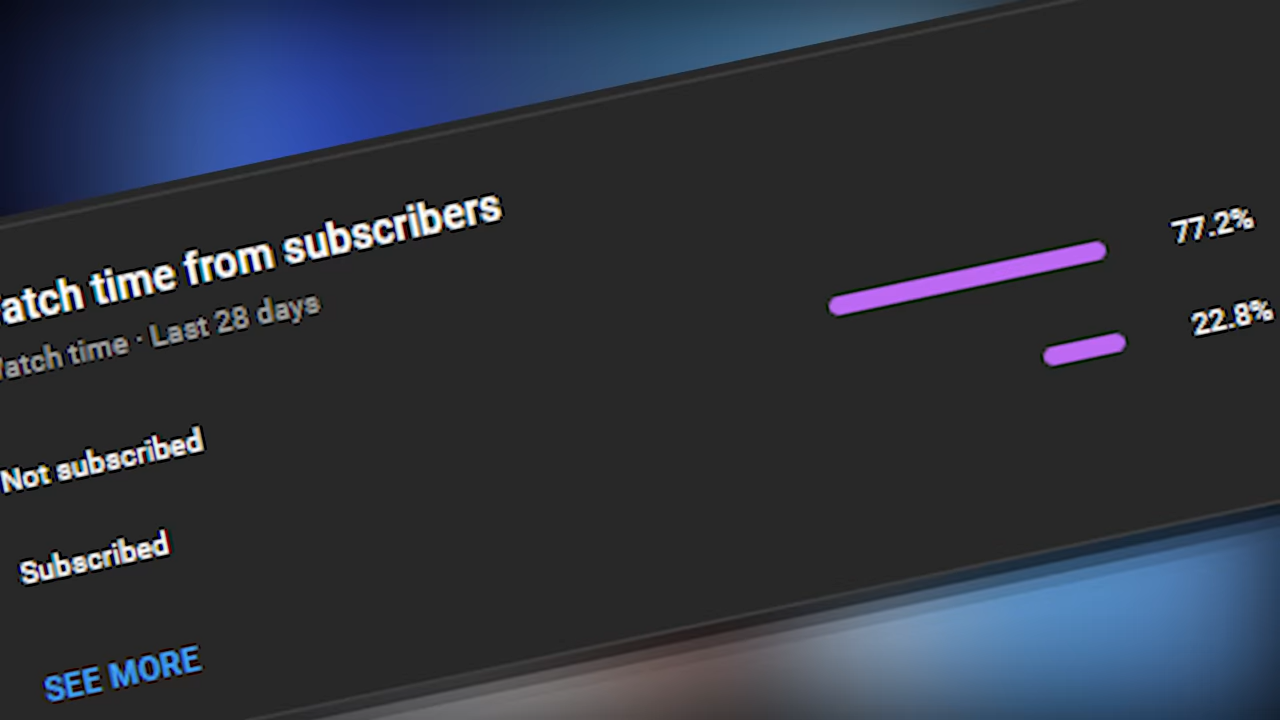 atch time from subscribers
atch time · Last 28 days
Not subscribed 77.2%
Subscribed 22.8%
SEE MORE